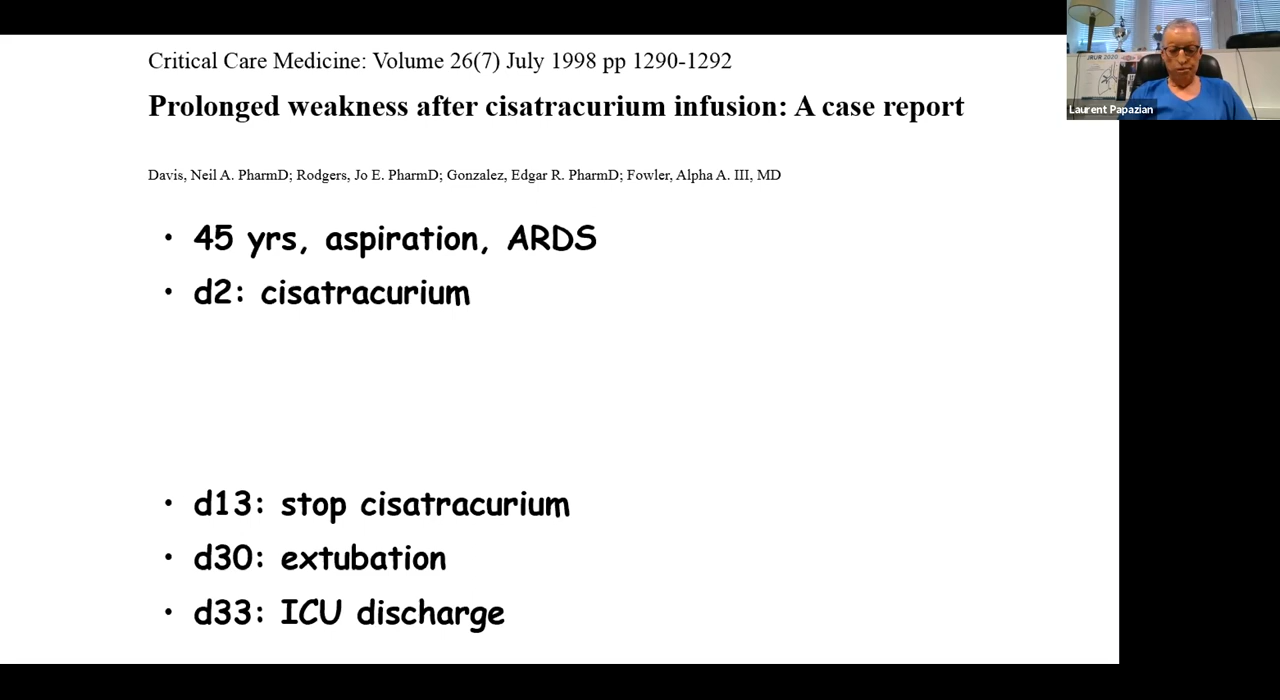 Critical Care Medicine: Volume 26(7) July 1998 pp 1290-1292
Prolonged weakness after cisatracurium infusion: A case report
Davis, Neil A. PharmD; Rodgers, Jo E. PharmD; Gonzalez, Edgar R. PharmD; Fowler, Alpha A. III, MD
• 45 yrs, aspiration, ARDS
• d2: cisatracurium
• d13: stop cisatracurium
• d30: extubation
• d33: ICU discharge
JRUR 2020
Laurent Papazian